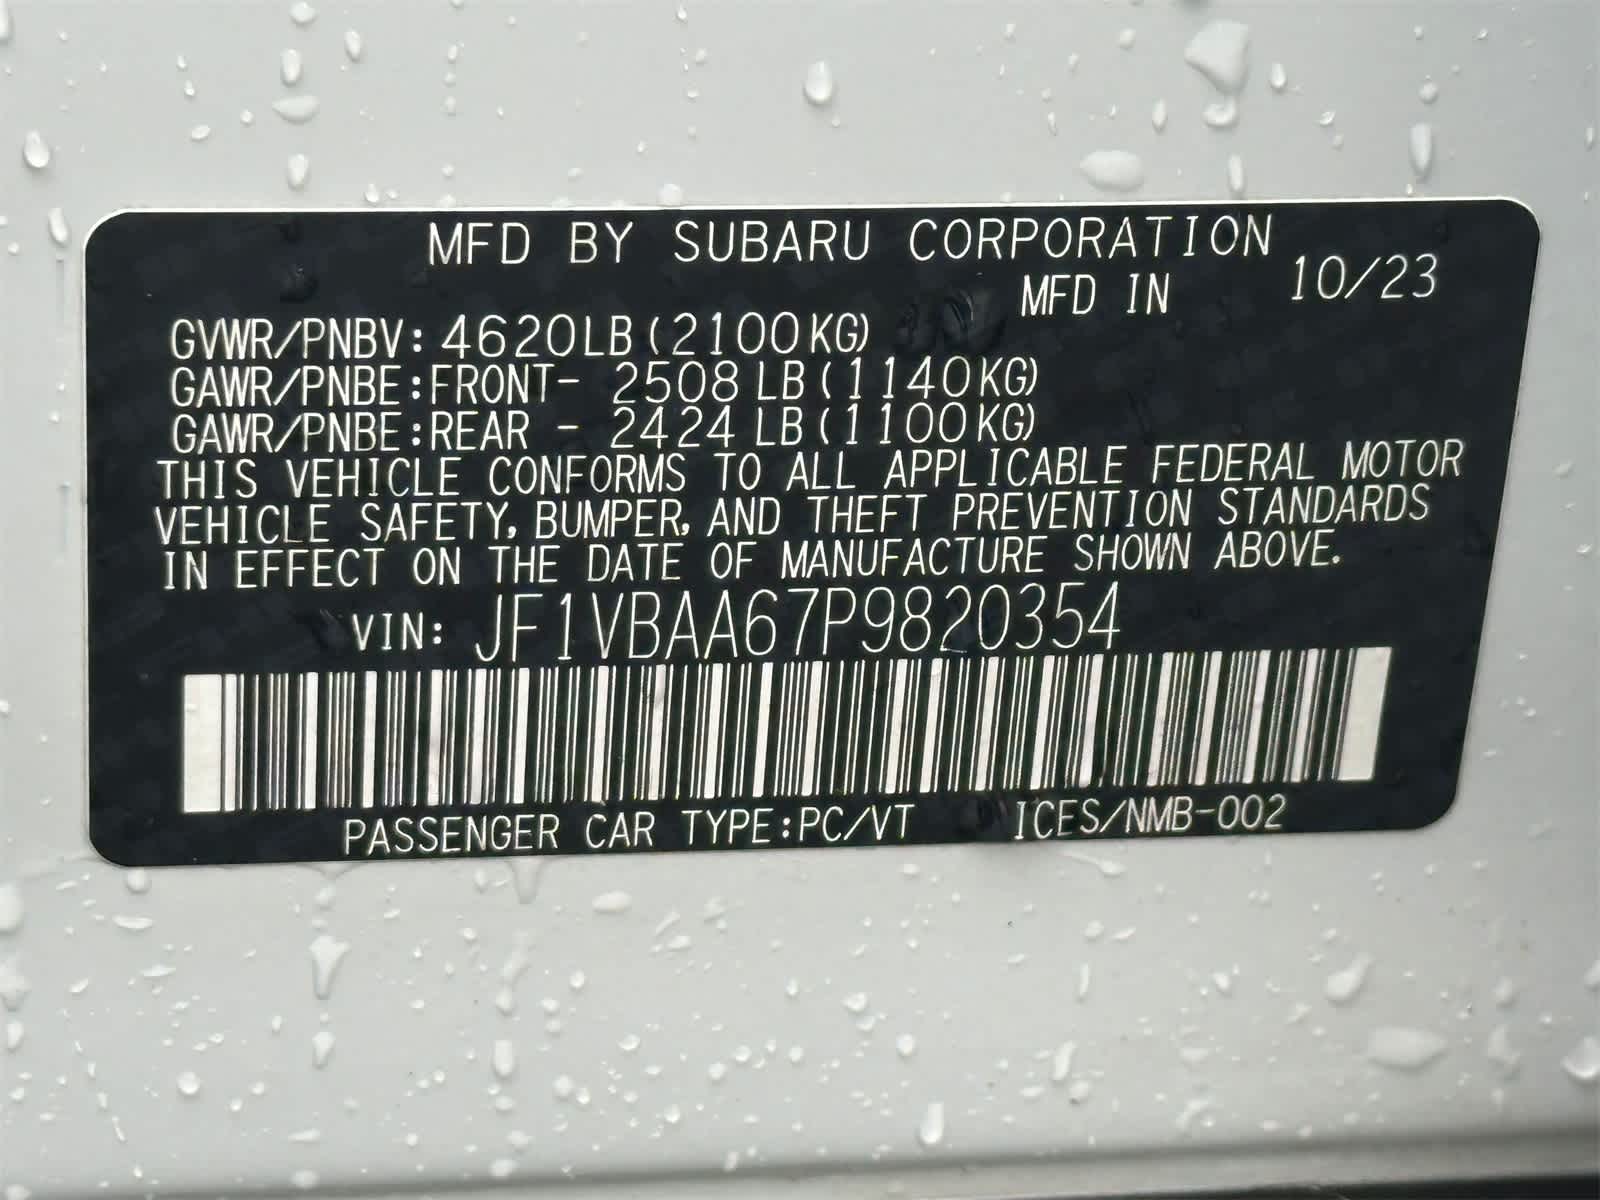 MFD BY SUBARU CORPORATION
MFD IN 10/23
GVWR/PNBV: 4620LB (2100KG)
GAWR/PNBE:FRONT- 2508 LB (1140KG)
GAWR/PNBE:REAR - 2424 LB (1100KG)
THIS VEHICLE CONFORMS TO ALL APPLICABLE FEDERAL MOTOR
VEHICLE SAFETY, BUMPER, AND THEFT PREVENTION STANDARDS
IN EFFECT ON THE DATE OF MANUFACTURE SHOWN ABOVE.
VIN: JF1VBAA67P9820354
PASSENGER CAR TYPE:PC/VT ICES/NMB-002